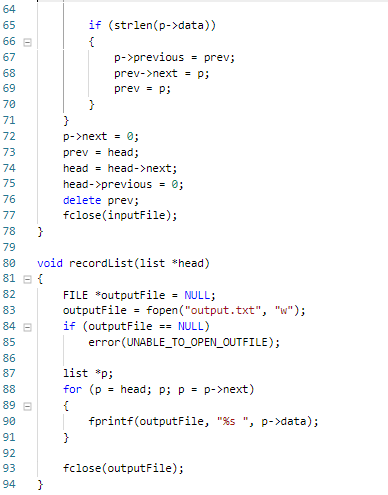 64
65 if (strlen(p->data))
66 {
67 p->previous = prev;
68 prev->next = p;
69 prev = p;
70 }
71 }
72 p->next = 0;
73 prev = head;
74 head = head->next;
75 head->previous = 0;
76 delete prev;
77 fclose(inputFile);
78 }
79
80 void recordList(list *head)
81 {
82 FILE *outputFile = NULL;
83 outputFile = fopen("output.txt", "w");
84 if (outputFile == NULL)
85 error(UNABLE_TO_OPEN_OUTFILE);
86
87 list *p;
88 for (p = head; p; p = p->next)
89 {
90 fprintf(outputFile, "%s ", p->data);
91 }
92
93 fclose(outputFile);
94 }